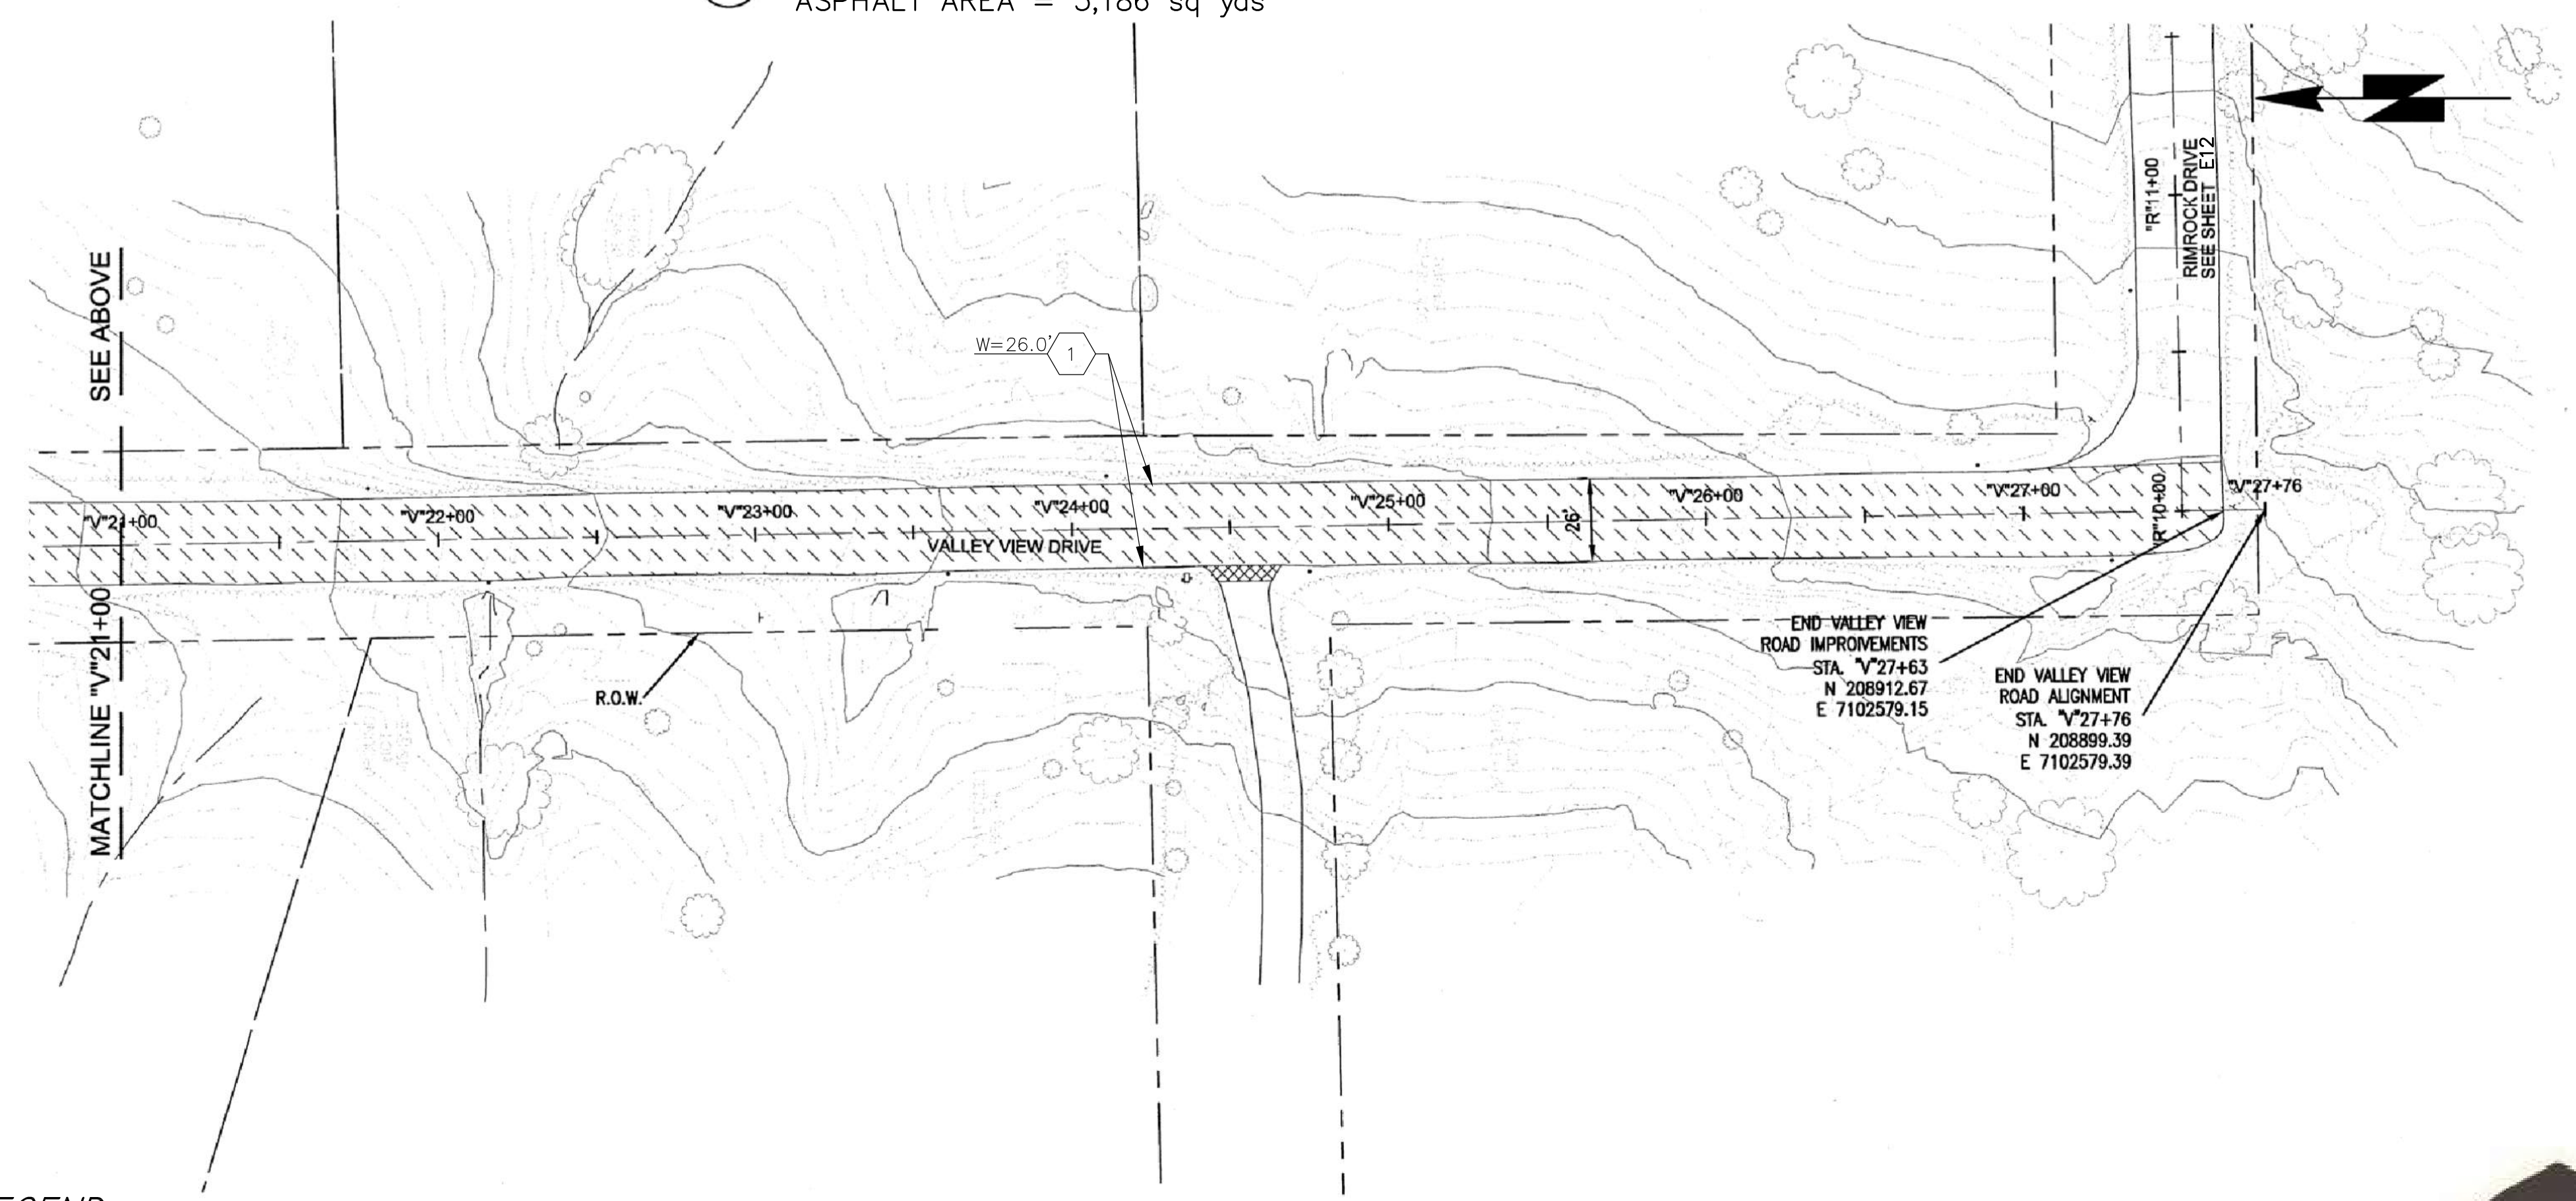 ASPHALT AREA = 3,186 sq yds
SEE ABOVE
MATCHLINE "V"21+00
W=26.0'
1
"R"11+00
RIMROCK DRIVE
SEE SHEET E12
"V"21+00
"V"22+00
"V"23+00
"V"24+00
"V"25+00
"V"26+00
"V"27+00
"R"10+00
"V"27+76
VALLEY VIEW DRIVE
26'
R.O.W.
END VALLEY VIEW
ROAD IMPROIVEMENTS
STA. "V"27+63
N 208912.67
E 7102579.15
END VALLEY VIEW
ROAD ALIGNMENT
STA. "V"27+76
N 208899.39
E 7102579.39